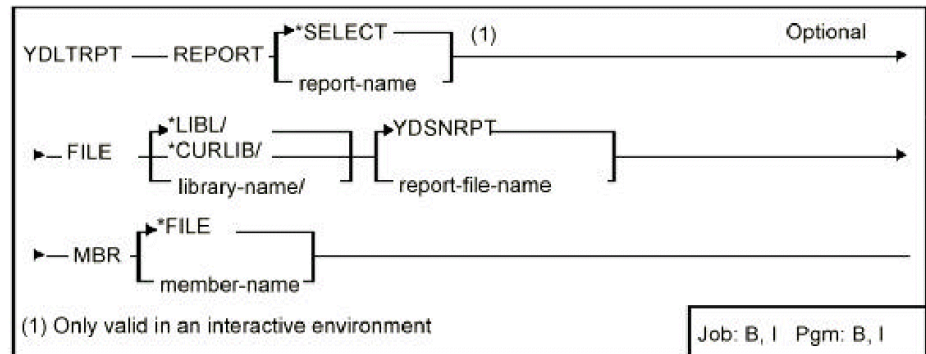 *SELECT (1) Optional
YDLTRPT REPORT
report-name
*LIBL/ YDSNRPT
FILE *CURLIB/
library-name/ report-file-name
*FILE
MBR
member-name
(1) Only valid in an interactive environment
Job: B, I Pgm: B, I